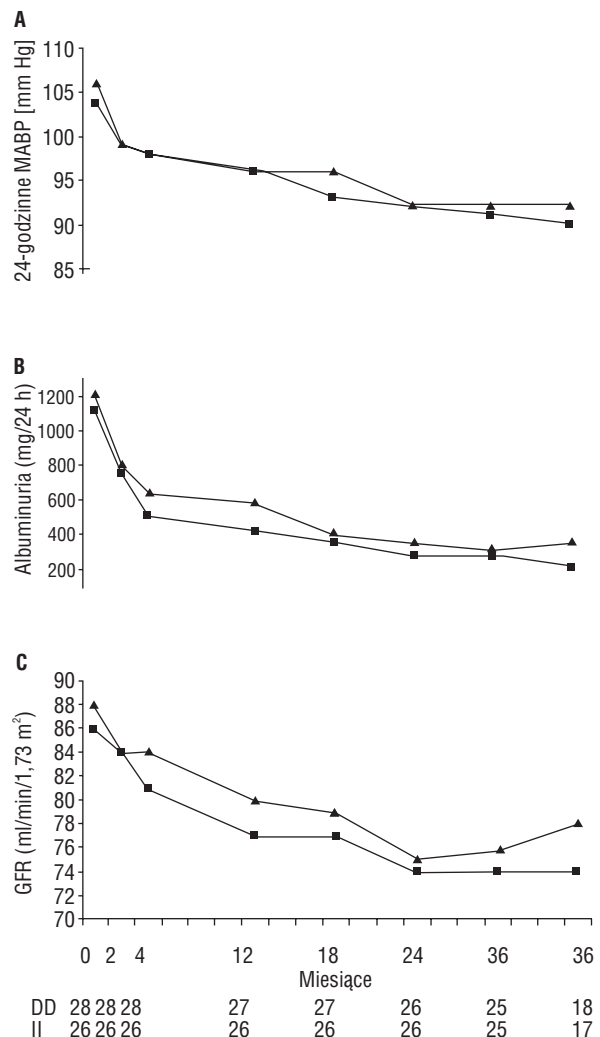 A
110
105
100
95
90
85
24-godzinne MABP [mm Hg]
B
1200
1000
800
600
400
200
Albuminuria (mg/24 h)
C
90
88
86
84
82
80
78
76
74
72
70
GFR (ml/min/1,73 m²)
0 2 4 12 18 24 36 36
Miesiące
DD 28 28 28 27 27 26 25 18
II 26 26 26 26 26 26 25 17